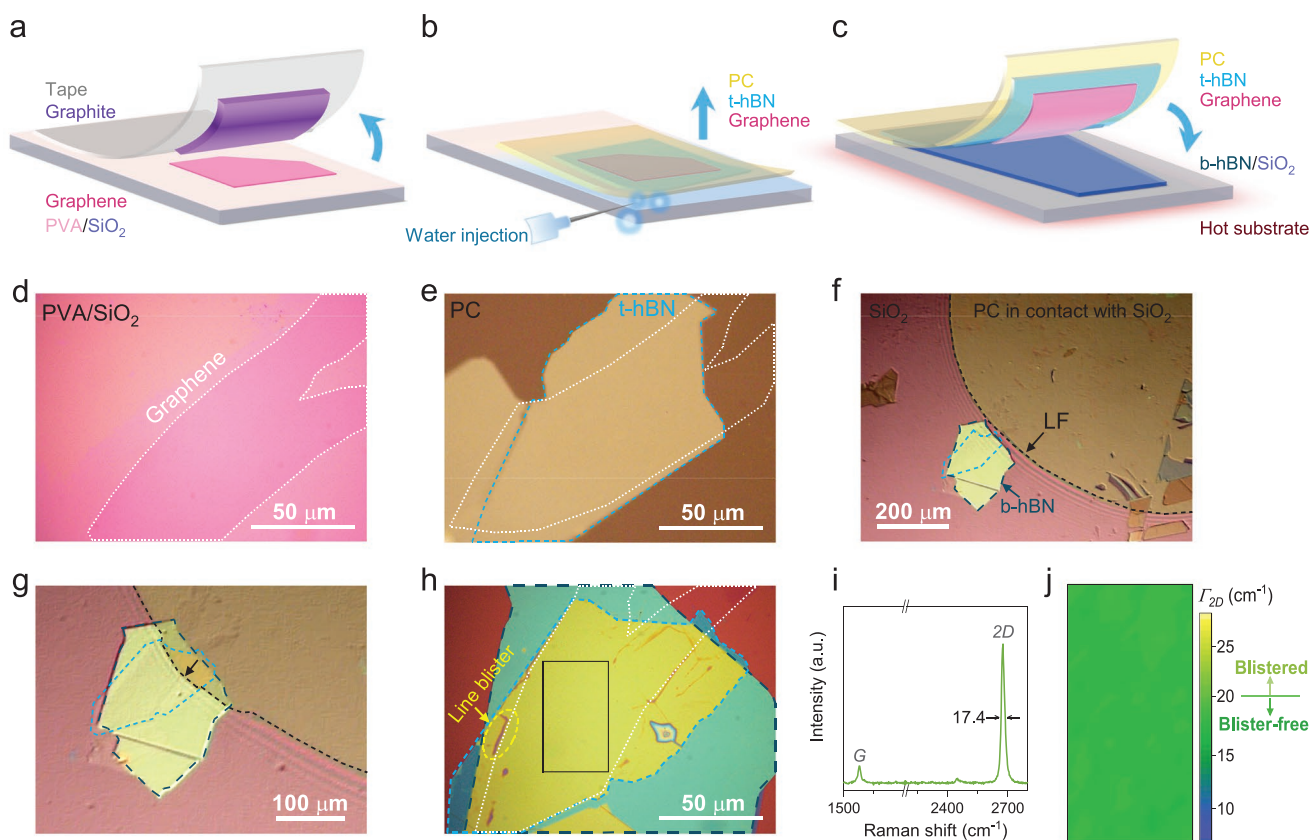 a
Tape
Graphite
Graphene
PVA/SiO₂
b
PC
t-hBN
Graphene
Water injection
c
PC
t-hBN
Graphene
b-hBN/SiO₂
Hot substrate
d
PVA/SiO₂
Graphene
50 μm
e
PC
t-hBN
50 μm
f
SiO₂
PC in contact with SiO₂
LF
b-hBN
200 μm
g
100 μm
h
Line blister
50 μm
i
Intensity (a.u.)
2D
17.4
G
1500
2400
2700
Raman shift (cm⁻¹)
j
Γ2D (cm⁻¹)
25
Blistered
20
Blister-free
15
10